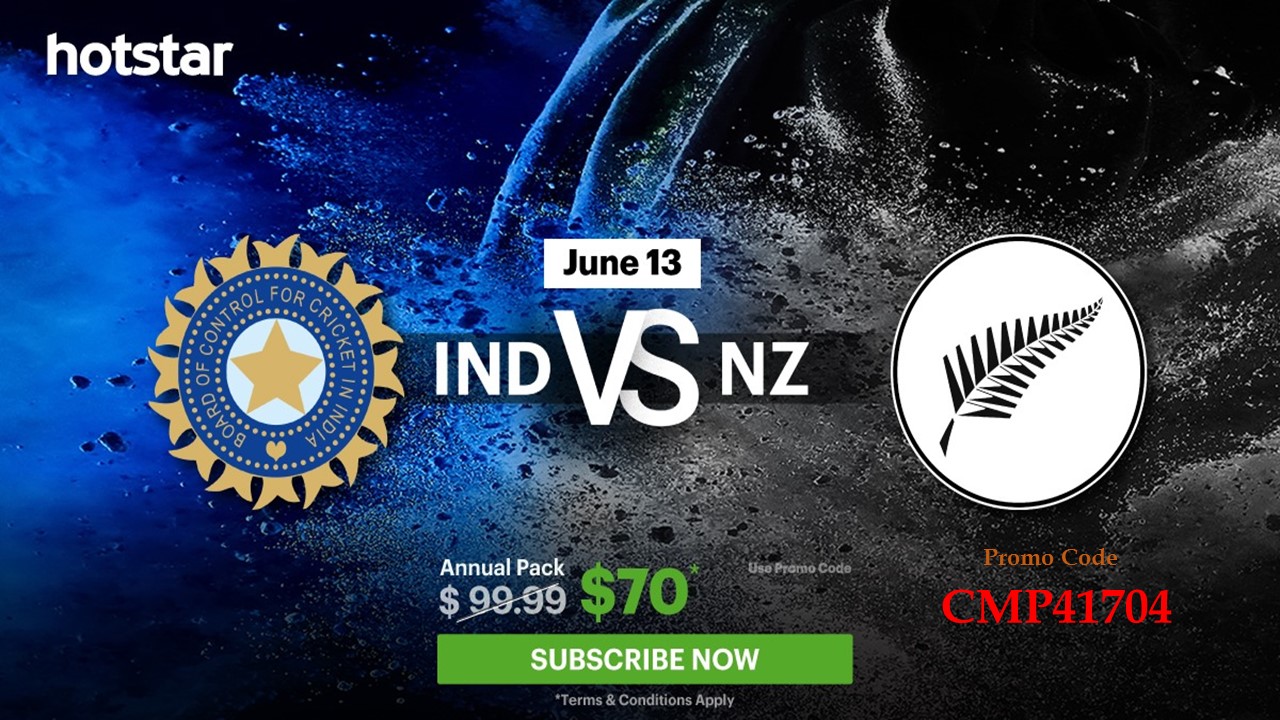 hotstar
June 13
BOARD OF CONTROL FOR CRICKET IN INDIA
IND VS NZ
Annual Pack
$ 99.99 $70*
Use Promo Code
Promo Code
CMP41704
SUBSCRIBE NOW
*Terms & Conditions Apply